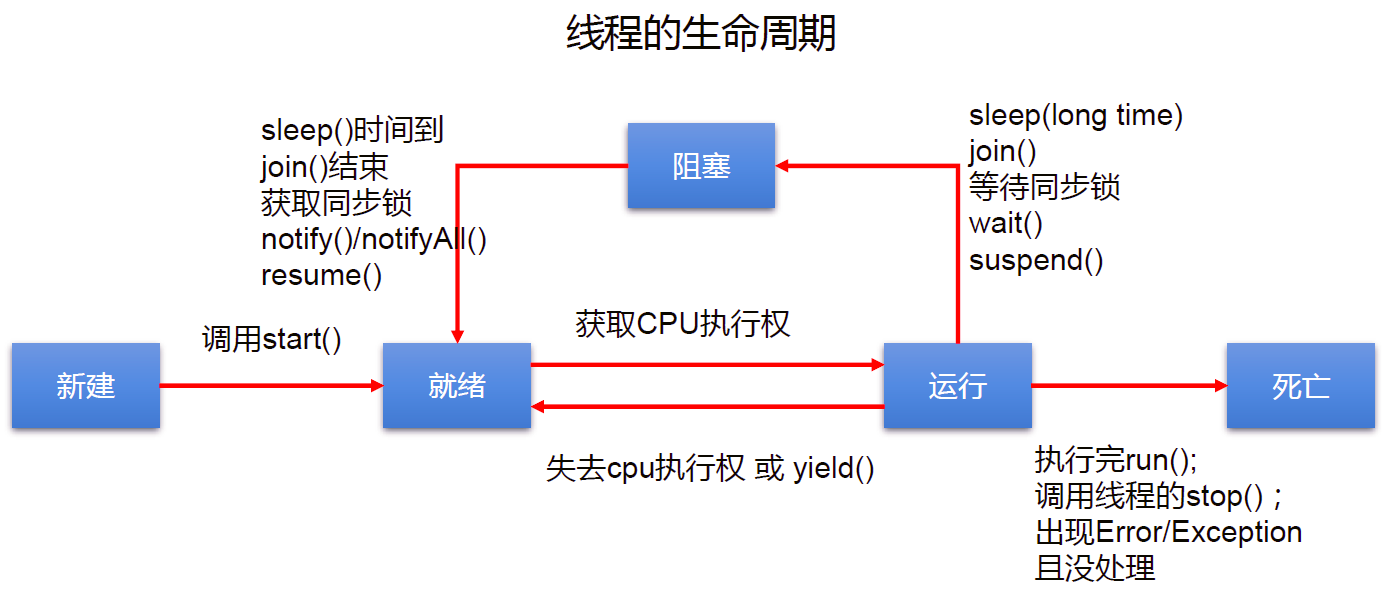 线程的生命周期
sleep()时间到
join()结束
获取同步锁
notify()/notifyAll()
resume()
阻塞
sleep(long time)
join()
等待同步锁
wait()
suspend()
调用start()
获取CPU执行权
新建
就绪
运行
死亡
失去cpu执行权 或 yield()
执行完run();
调用线程的stop() ;
出现Error/Exception
且没处理